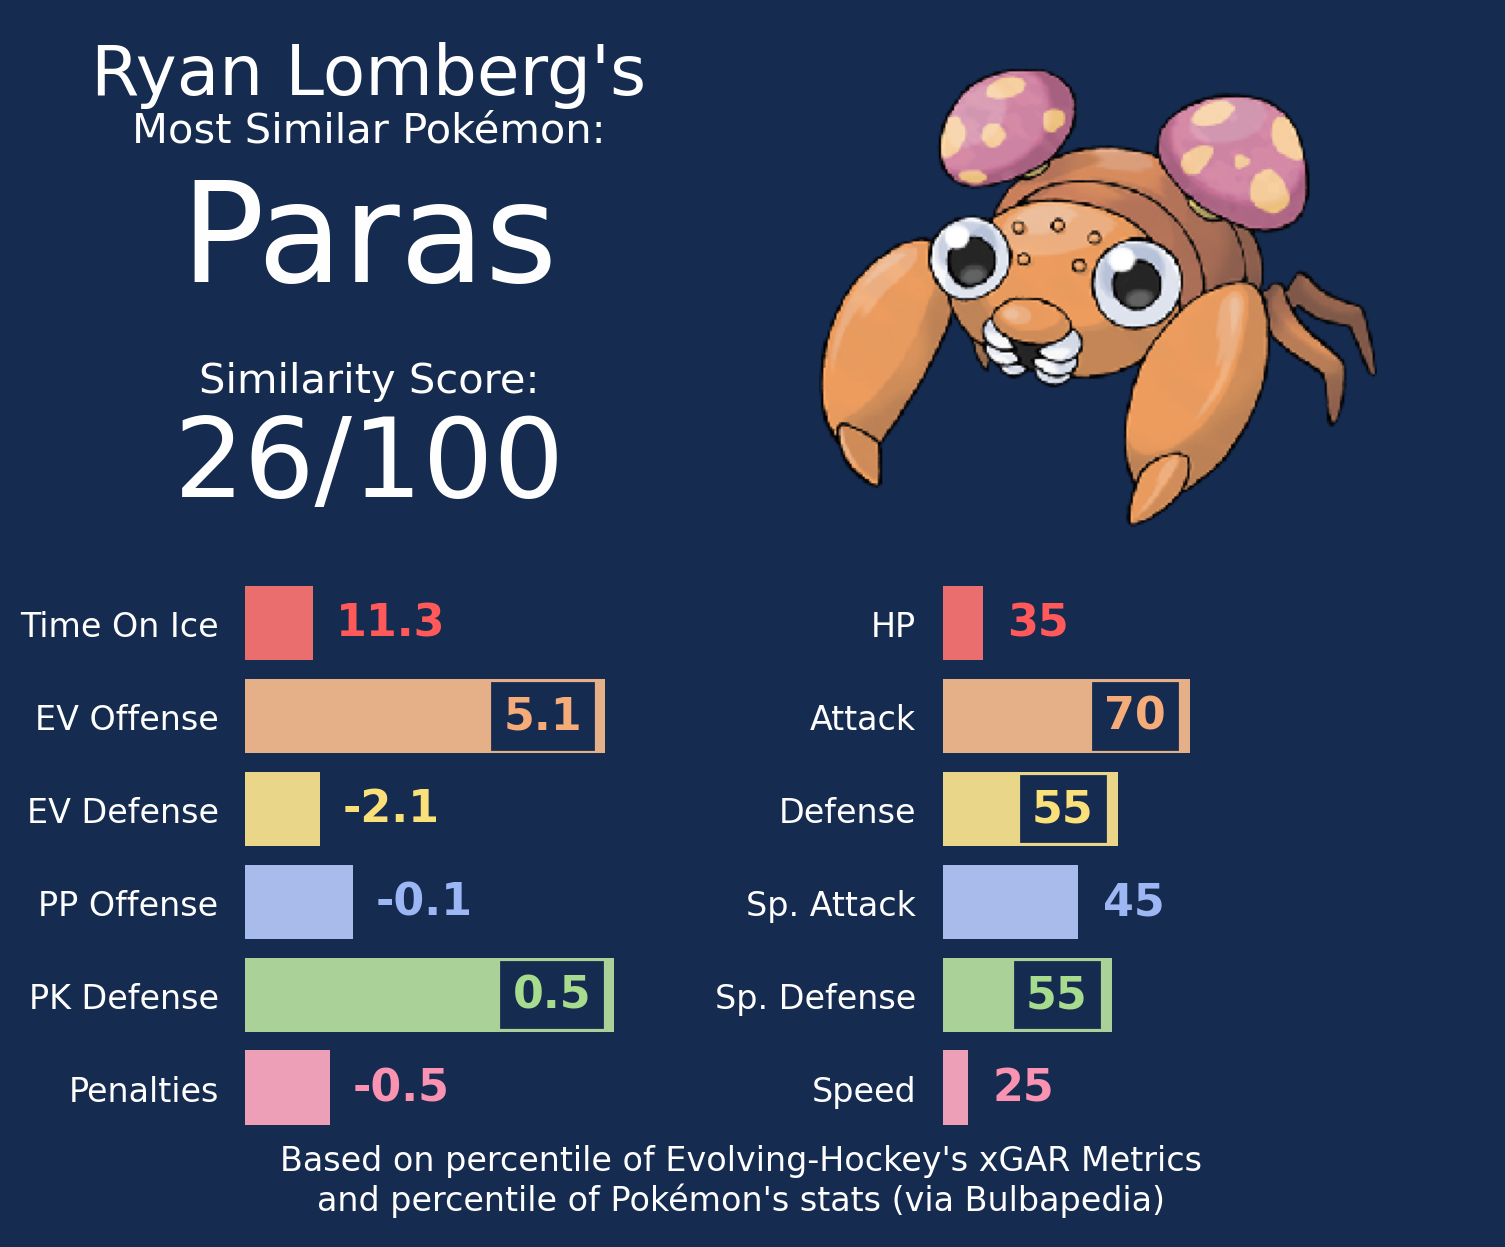 Ryan Lomberg's
Most Similar Pokémon:
Paras
Similarity Score:
26/100
Time On Ice 11.3
EV Offense 5.1
EV Defense -2.1
PP Offense -0.1
PK Defense 0.5
Penalties -0.5
HP 35
Attack 70
Defense 55
Sp. Attack 45
Sp. Defense 55
Speed 25
Based on percentile of Evolving-Hockey's xGAR Metrics
and percentile of Pokémon's stats (via Bulbapedia)